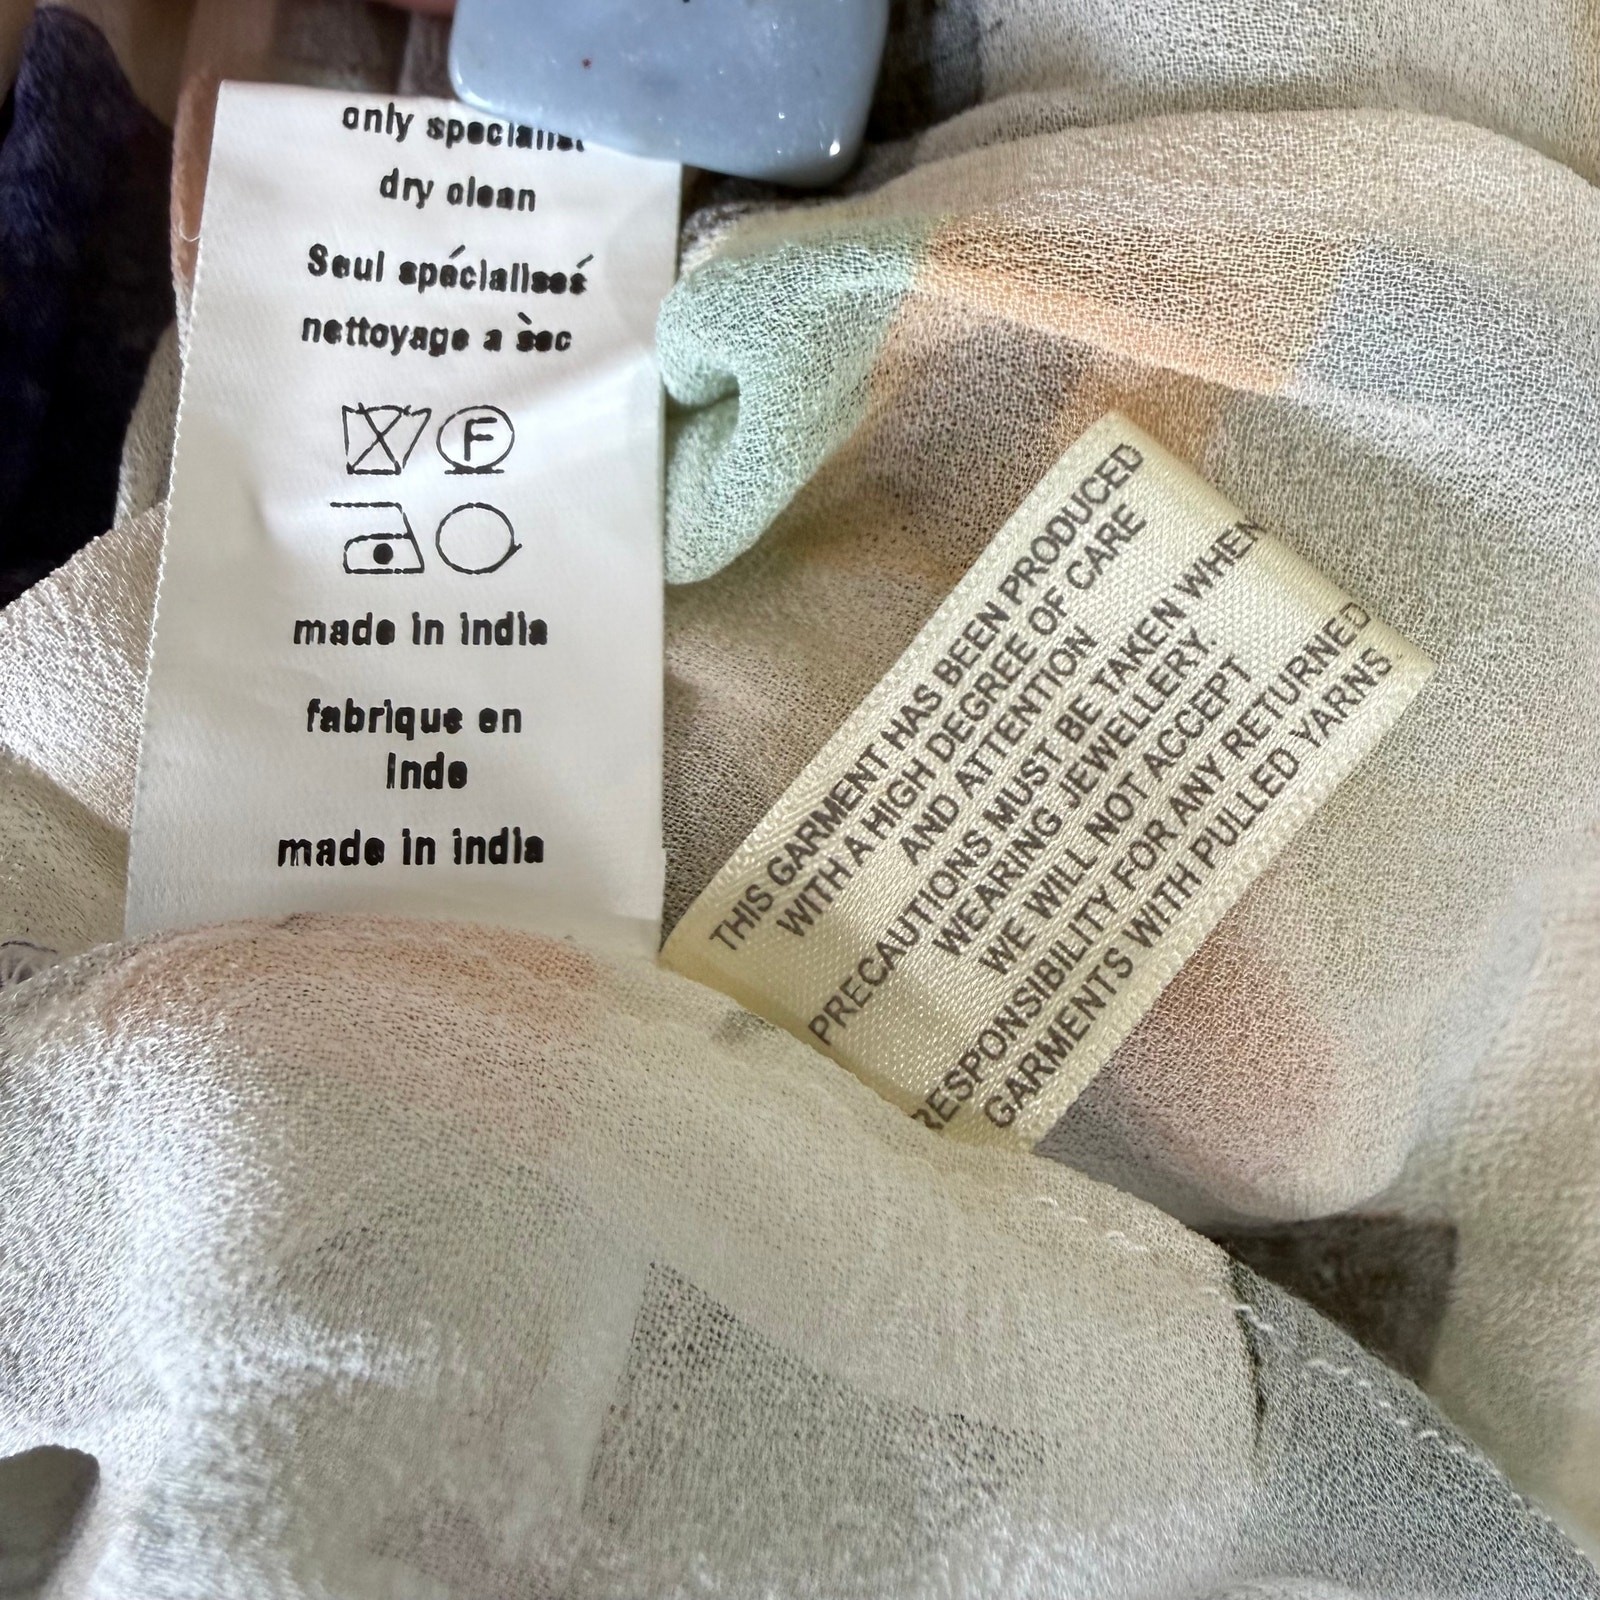 only specialist
dry clean
Seul spécialiseś
nettoyage a s̀ec
F
made in india
fabrique en
Inde
made in india
THIS GARMENT HAS BEEN PRODUCED
WITH A HIGH DEGREE OF CARE
AND ATTENTION
PRECAUTIONS MUST BE TAKEN WHEN
WEARING JEWELLERY.
WE WILL NOT ACCEPT
RESPONSIBILITY FOR ANY RETURNED
GARMENTS WITH PULLED YARNS